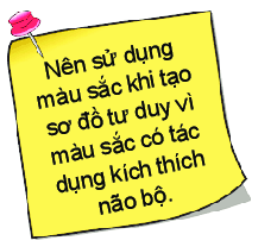 Nên sử dụng
màu sắc khi tạo
sơ đồ tư duy vì
màu sắc có tác
dụng kích thích
não bộ.